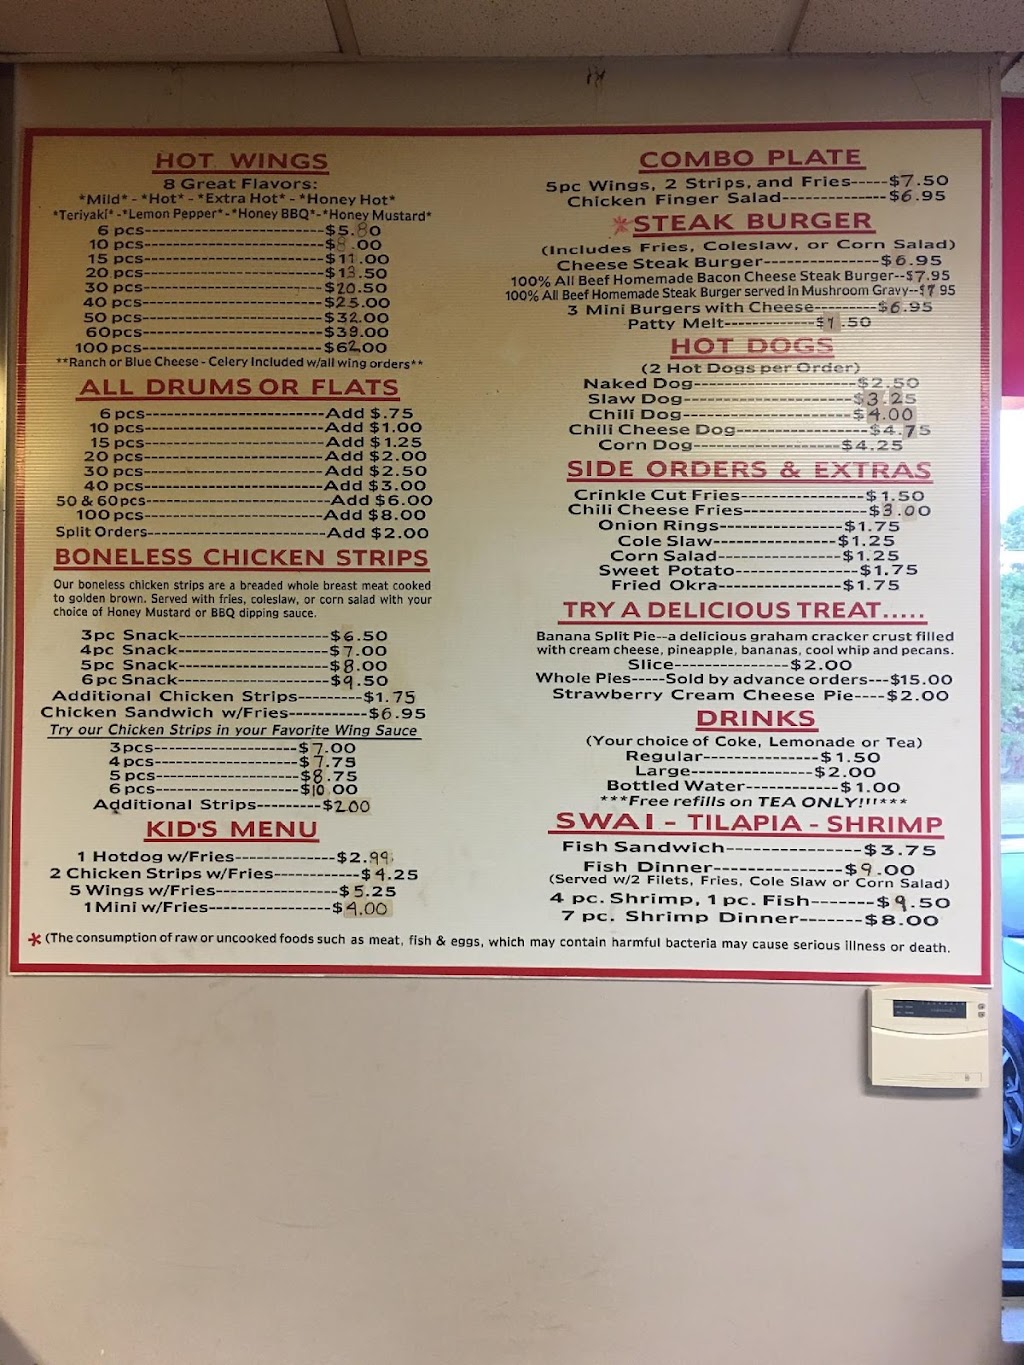 HOT WINGS
8 Great Flavors:
*Mild* - *Hot* - *Extra Hot* - *Honey Hot*
*Teriyaki* -*Lemon Pepper* -*Honey BBQ*-*Honey Mustard*
6 pcs----------------------------$5.80
10 pcs----------------------------$8.00
15 pcs----------------------------$11.00
20 pcs----------------------------$13.50
30 pcs----------------------------$20.50
40 pcs----------------------------$25.00
50 pcs----------------------------$32.00
60pcs----------------------------$39.00
100 pcs----------------------------$62.00
**Ranch or Blue Cheese - Celery Included w/all wing orders**
ALL DRUMS OR FLATS
6 pcs----------------------------Add $.75
10 pcs----------------------------Add $1.00
15 pcs----------------------------Add $1.25
20 pcs----------------------------Add $2.00
30 pcs----------------------------Add $2.50
40 pcs----------------------------Add $3.00
50 & 60pcs----------------------------Add $6.00
100 pcs----------------------------Add $8.00
Split Orders----------------------------Add $2.00
BONELESS CHICKEN STRIPS
Our boneless chicken strips are a breaded whole breast meat cooked
to golden brown. Served with fries, coleslaw, or corn salad with your
choice of Honey Mustard or BBQ dipping sauce.
3pc Snack-----------------------$6.50
4pc Snack-----------------------$7.00
5pc Snack-----------------------$8.00
6pc Snack-----------------------$9.50
Additional Chicken Strips---------$1.75
Chicken Sandwich w/Fries----------$6.95
Try our Chicken Strips in your Favorite Wing Sauce
3pcs---------------------$7.00
4pcs---------------------$7.75
5pcs---------------------$8.75
6pcs---------------------$10.00
Additional Strips---------$2.00
KID'S MENU
1 Hotdog w/Fries--------------$2.99
2 Chicken Strips w/Fries------------$4.25
5 Wings w/Fries-----------------$5.25
1Mini w/Fries-----------------$4.00
COMBO PLATE
5pc Wings, 2 Strips, and Fries-----$7.50
Chicken Finger Salad--------------$6.95
*STEAK BURGER
(Includes Fries, Coleslaw, or Corn Salad)
Cheese Steak Burger----------------$6.95
100% All Beef Homemade Bacon Cheese Steak Burger--$7.95
100% All Beef Homemade Steak Burger served in Mushroom Gravy--$7.95
3 Mini Burgers with Cheese---------$6.95
Patty Melt-------------$7.50
HOT DOGS
(2 Hot Dogs per Order)
Naked Dog-----------------------$2.50
Slaw Dog------------------------$3.25
Chili Dog------------------------$4.00
Chili Cheese Dog------------------$4.75
Corn Dog---------------------$4.25
SIDE ORDERS & EXTRAS
Crinkle Cut Fries----------------$1.50
Chili Cheese Fries----------------$3.00
Onion Rings----------------$1.75
Cole Slaw----------------$1.25
Corn Salad----------------$1.25
Sweet Potato----------------$1.75
Fried Okra----------------$1.75
TRY A DELICIOUS TREAT.....
Banana Split Pie--a delicious graham cracker crust filled
with cream cheese, pineapple, bananas, cool whip and pecans.
Slice---------------$2.00
Whole Pies-----Sold by advance orders---$15.00
Strawberry Cream Cheese Pie----$2.00
DRINKS
(Your choice of Coke, Lemonade or Tea)
Regular---------------$1.50
Large----------------$2.00
Bottled Water------------$1.00
***Free refills on TEA ONLY!!!***
SWAI - TILAPIA - SHRIMP
Fish Sandwich-----------------$3.75
Fish Dinner----------------$9.00
(Served w/2 Filets, Fries, Cole Slaw or Corn Salad)
4 pc. Shrimp, 1 pc. Fish-------$9.50
7 pc. Shrimp Dinner-------$8.00
* (The consumption of raw or uncooked foods such as meat, fish & eggs, which may contain harmful bacteria may cause serious illness or death.